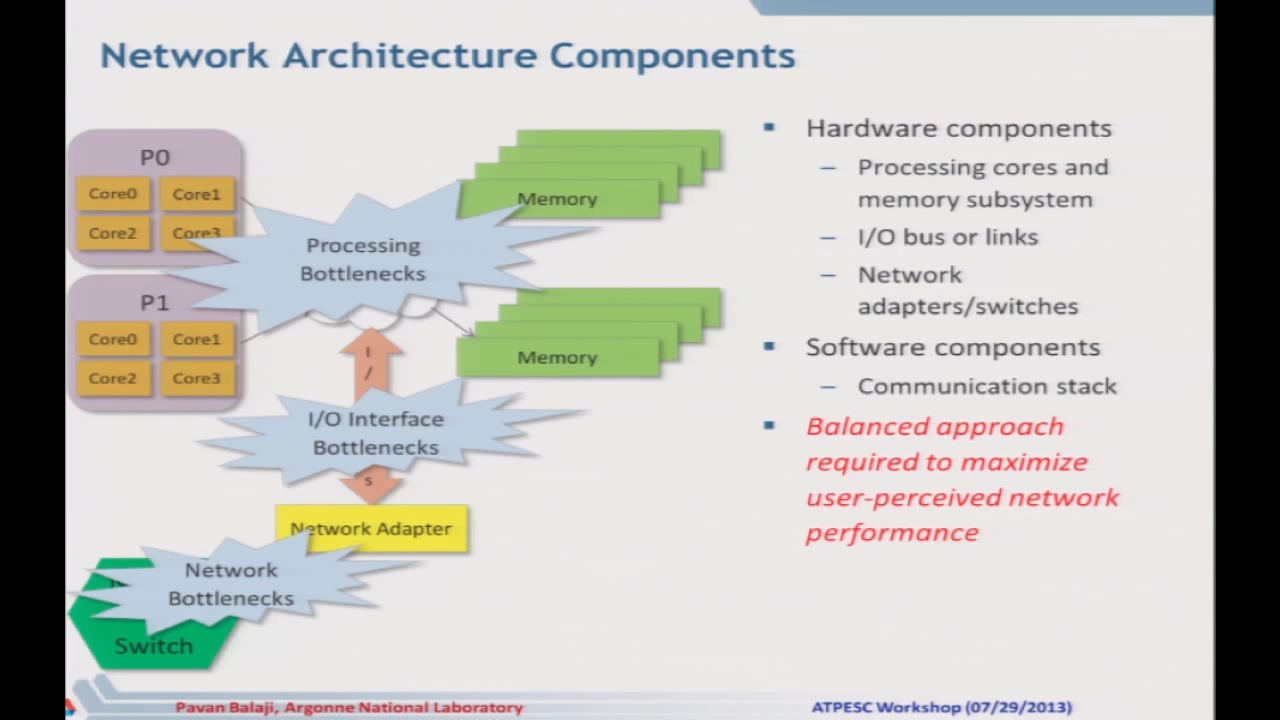 Network Architecture Components
P0
Core0 Core1
Core2 Core3
P1
Core0 Core1
Core2 Core3
Memory
Processing
Bottlenecks
Memory
I
/
I/O Interface
Bottlenecks
s
Network Adapter
Network
Bottlenecks
Switch
Hardware components
– Processing cores and
memory subsystem
– I/O bus or links
– Network
adapters/switches
Software components
– Communication stack
Balanced approach
required to maximize
user-perceived network
performance
Pavan Balaji, Argonne National Laboratory
ATPESC Workshop (07/29/2013)